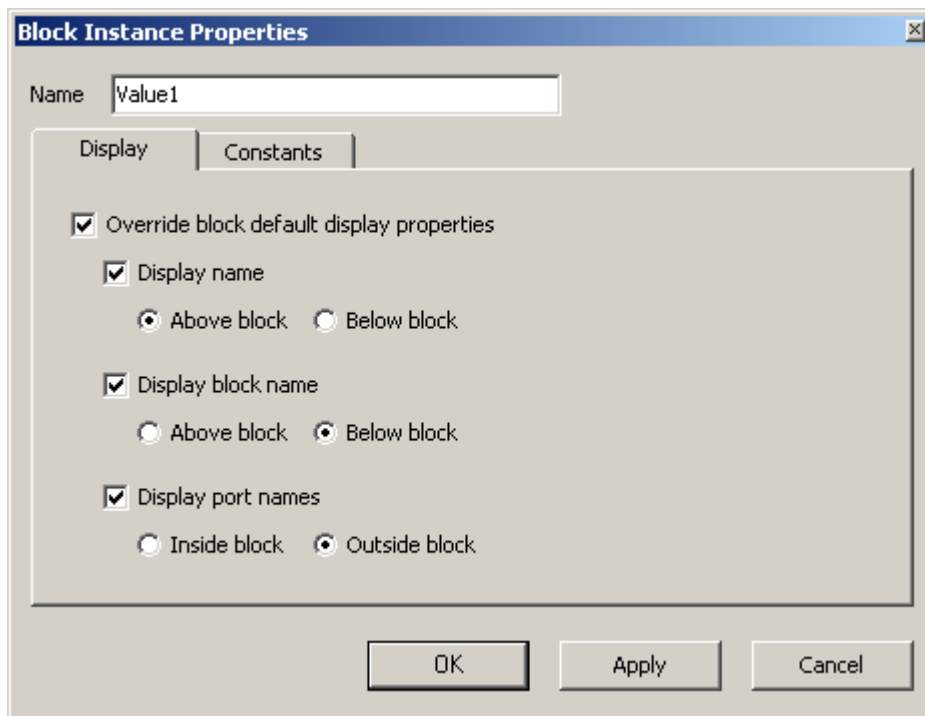 Block Instance Properties
Name Value1
Display Constants
Override block default display properties
Display name
Above block Below block
Display block name
Above block Below block
Display port names
Inside block Outside block
OK Apply Cancel